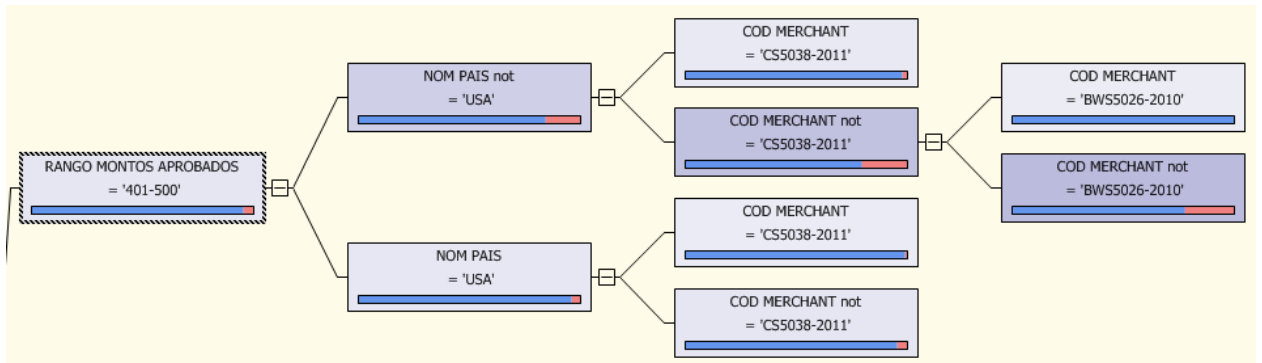 COD MERCHANT
= 'CS5038-2011'
NOM PAIS not
= 'USA'
COD MERCHANT
= 'BWS5026-2010'
COD MERCHANT not
= 'CS5038-2011'
RANGO MONTOS APROBADOS
= '401-500'
COD MERCHANT not
= 'BWS5026-2010'
COD MERCHANT
= 'CS5038-2011'
NOM PAIS
= 'USA'
COD MERCHANT not
= 'CS5038-2011'